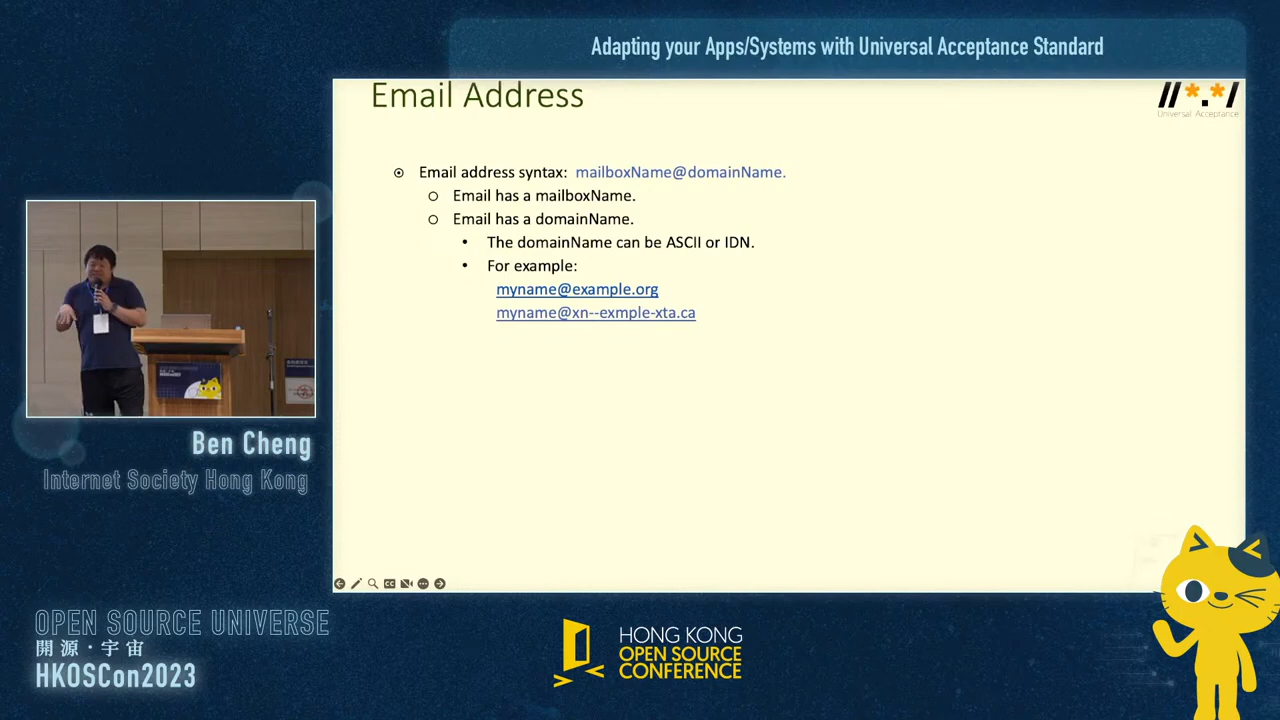 Adapting your Apps/Systems with Universal Acceptance Standard
Email Address
//*.*/
Universal Acceptance
Email address syntax: mailboxName@domainName.
Email has a mailboxName.
Email has a domainName.
The domainName can be ASCII or IDN.
For example:
myname@example.org
myname@xn--exmple-xta.ca
Ben Cheng
Internet Society Hong Kong
OPEN SOURCE UNIVERSE
開源·宇宙
HKOSCon2023
HONG KONG
OPEN SOURCE
CONFERENCE